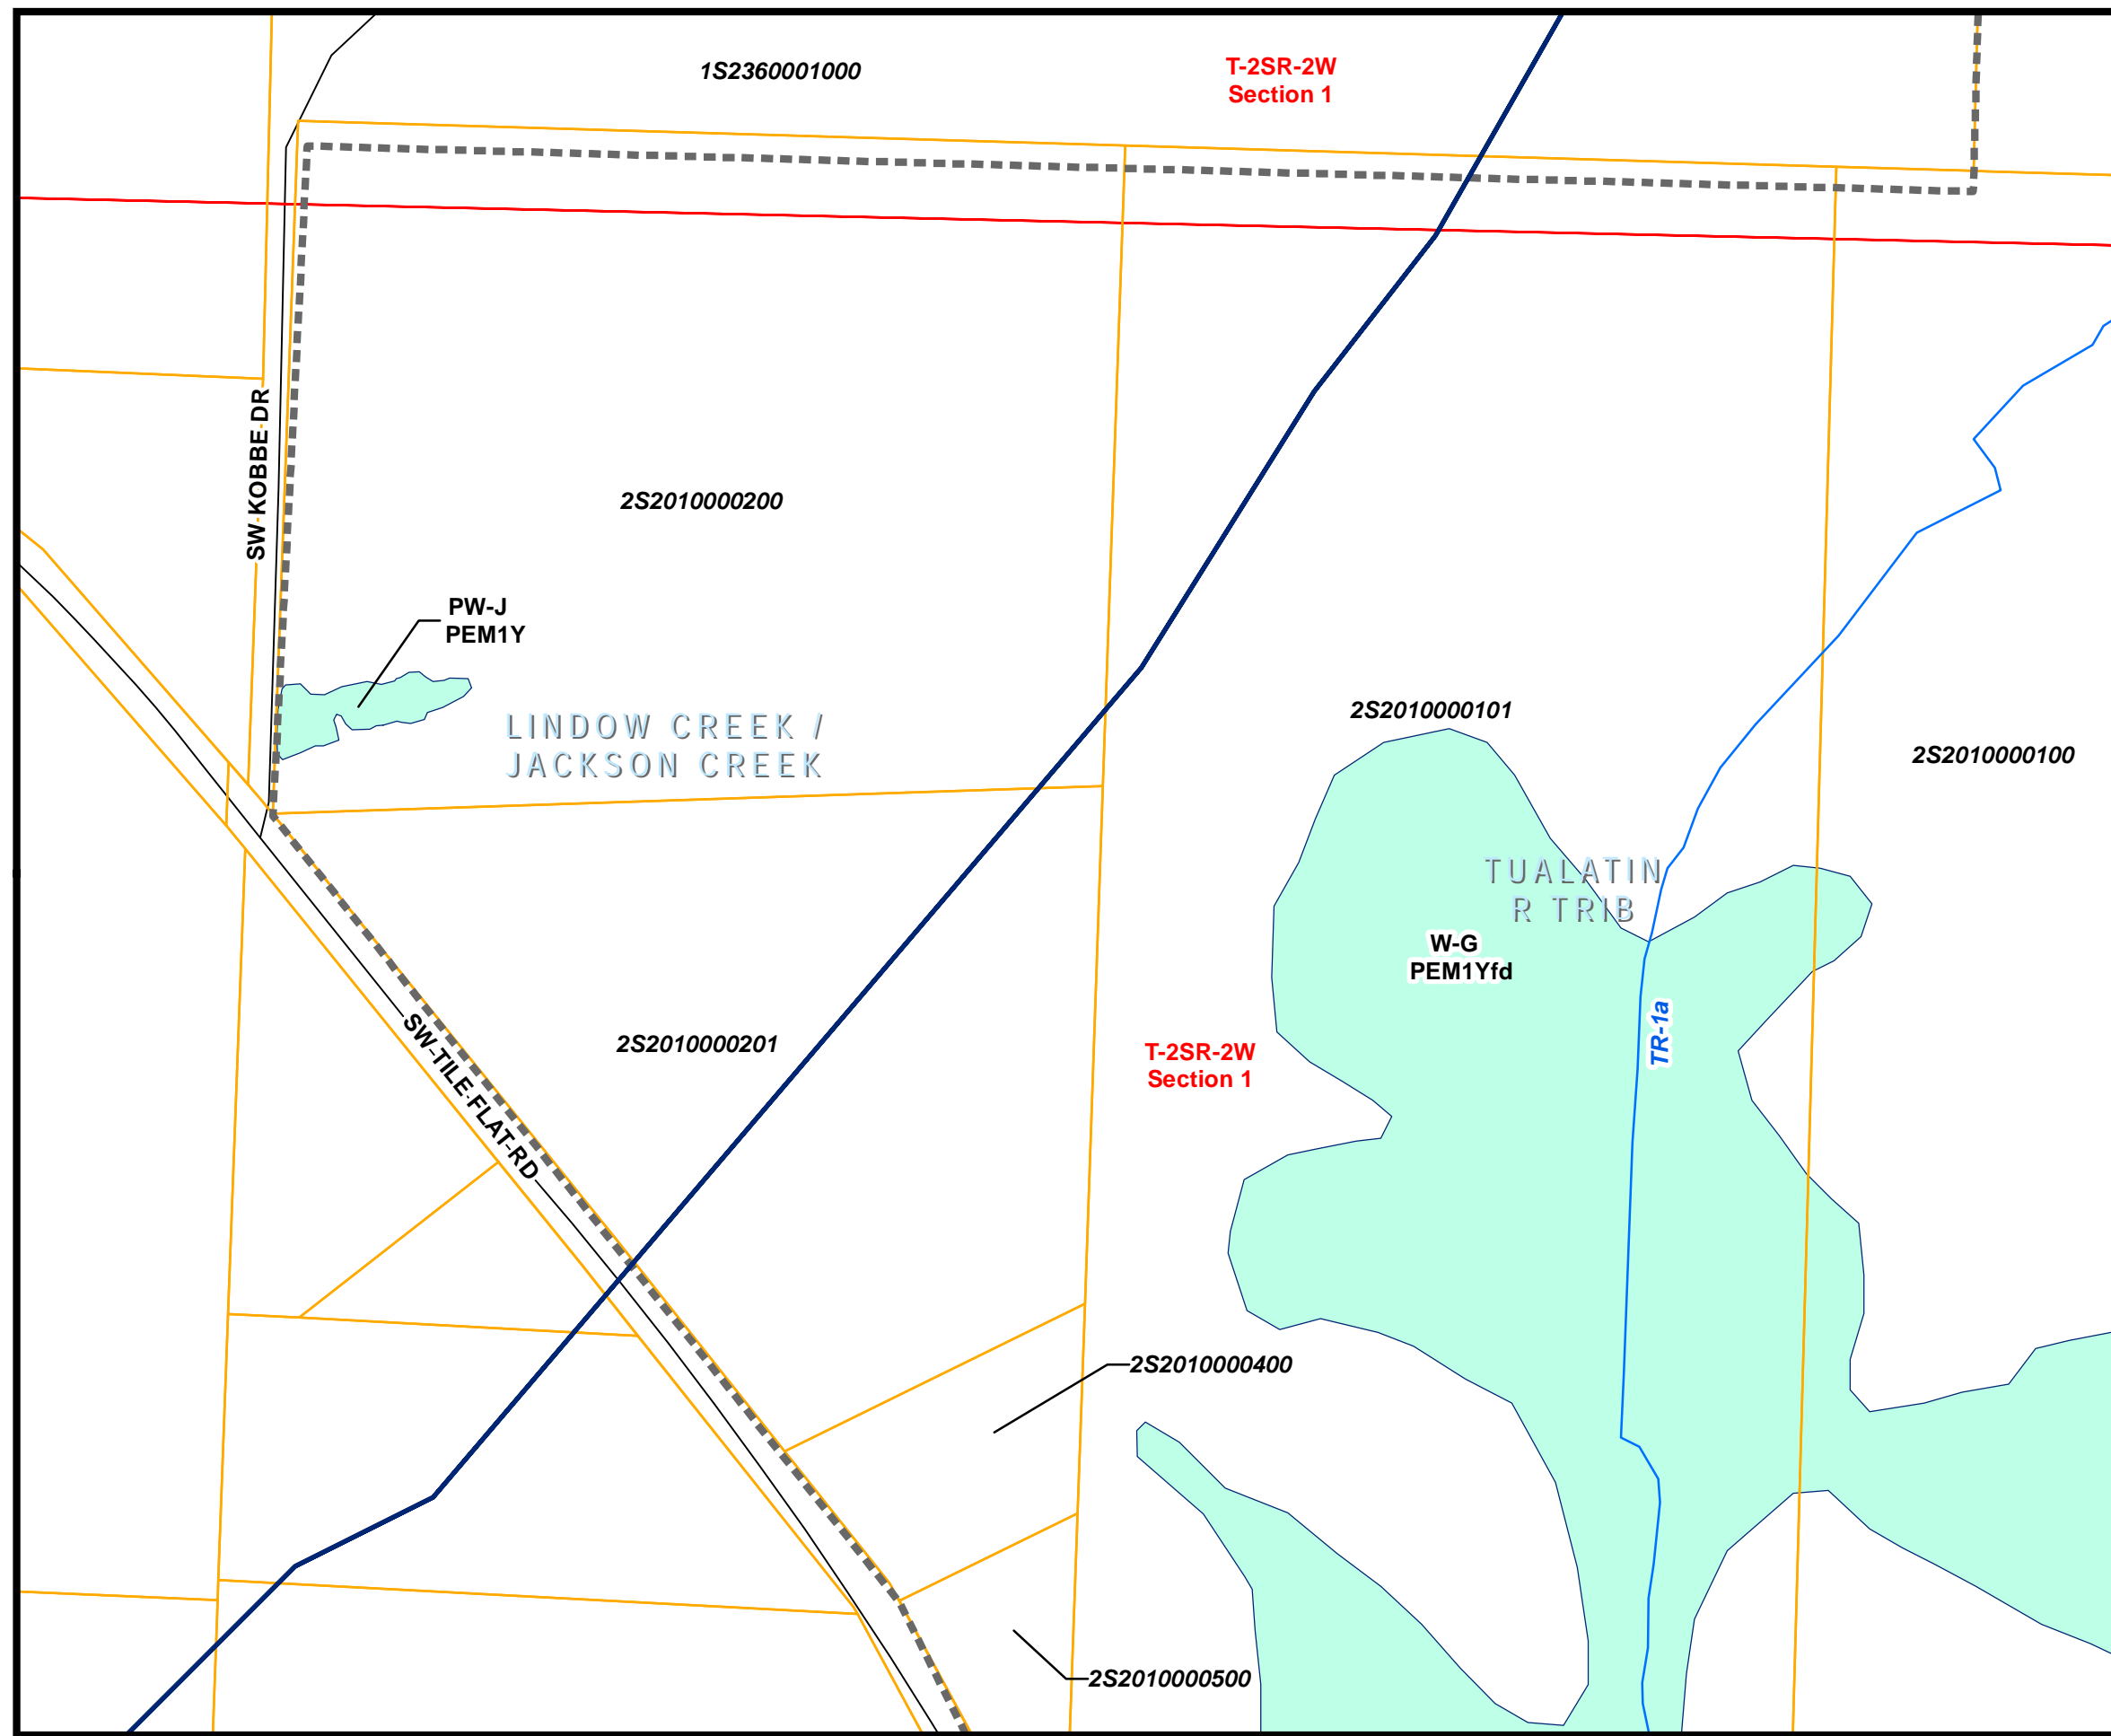 1S2360001000
T-2SR-2W
Section 1
SW KOBBE DR
2S2010000200
PW-J
PEM1Y
LINDOW CREEK /
JACKSON CREEK
2S2010000101
2S2010000100
TUALATIN
R TRIB
W-G
PEM1Yfd
TR-1a
SW TILE FLAT RD
2S2010000201
T-2SR-2W
Section 1
2S2010000400
2S2010000500